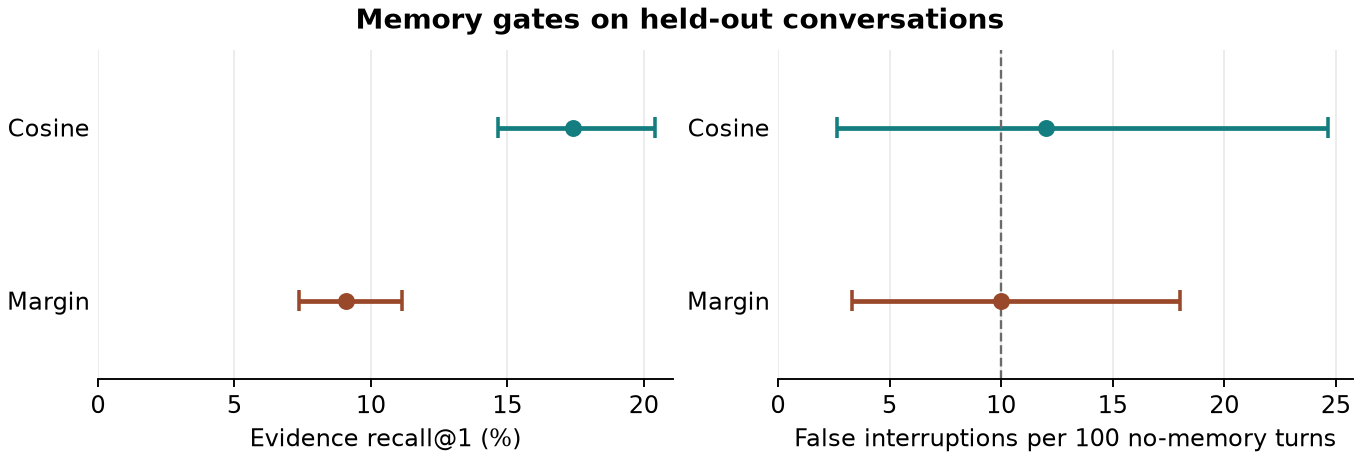 Memory gates on held-out conversations
Cosine
Margin
0 5 10 15 20
Evidence recall@1 (%)
Cosine
Margin
0 5 10 15 20 25
False interruptions per 100 no-memory turns